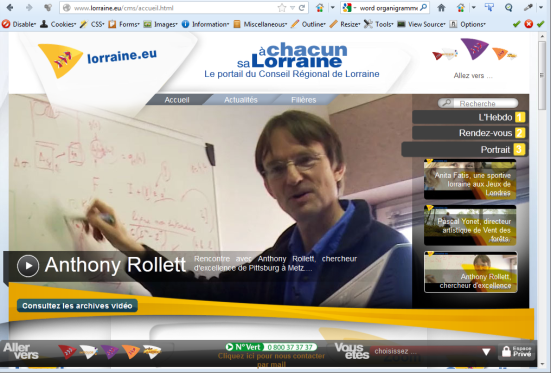 www.lorraine.eu/cms/accueil.html
word organigramme
Disable Cookies CSS Forms Images Information Miscellaneous Outline Resize Tools View Source Options
lorraine.eu
à chacun
sa Lorraine
Le portail du Conseil Régional de Lorraine
Allez vers ...
Accueil Actualités Filières
Recherche
L'Hebdo 1
Rendez-vous 2
Portrait 3
Anita Fatis, une sportive
lorraine aux Jeux de
Londres
Pascal Yonet, directeur
artistique de Vent des
forêts.
Anthony Rollett,
chercheur d'excellence
Anthony Rollett
Rencontre avec Anthony Rollett, chercheur
d'excellence de Pittsburg à Metz....
Consultez les archives vidéo
Aller
vers
N° Vert 0 800 37 37 37
Cliquez ici pour nous contacter
par mail
Vous
êtes
choisissez ...
Espace
Privé